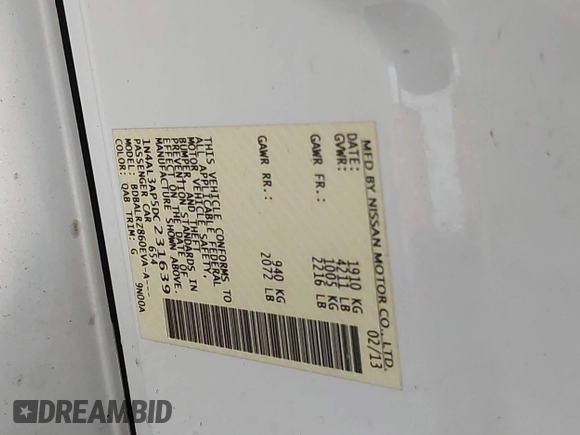 MFD BY NISSAN MOTOR CO., LTD.
DATE: 02/13
GVWR: 1910 KG
4211 LB
GAWR FR.: 1005 KG
2216 LB
GAWR RR.: 940 KG
2072 LB
THIS VEHICLE CONFORMS TO
ALL APPLICABLE FEDERAL
MOTOR VEHICLE SAFETY,
BUMPER, AND THEFT
PREVENTION STANDARDS IN
EFFECT ON THE DATE OF
MANUFACTURE SHOWN ABOVE.
1N4AL3AP5DC231639
PASSENGER CAR 654
MODEL: BDBALRZ860EVA-A---
COLOR: QAB TRIM: G 9N00A
DREAMBID